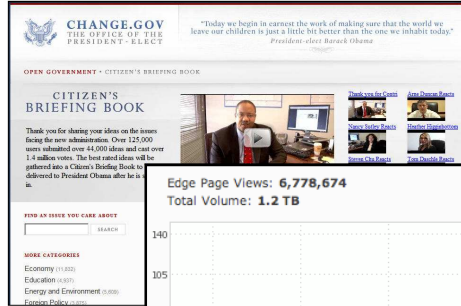 CHANGE.GOV
THE OFFICE OF THE
PRESIDENT-ELECT
"Today we begin in earnest the work of making sure that the world we
leave our children is just a little bit better than the one we inhabit today."
President-elect Barack Obama
OPEN GOVERNMENT • CITIZEN'S BRIEFING BOOK
CITIZEN'S
BRIEFING BOOK
Thank you for sharing your ideas on the issues
facing the new administration. Over 125,000
users submitted over 44,000 ideas and cast over
1.4 million votes. The best rated ideas will be
gathered into a Citizen's Briefing Book to
delivered to President Obama after he is s
in.
Thank you for Contri
Arne Duncan Reacts
Nancy Sutley Reacts
Heather Higginbottom
Steven Chu Reacts
Tom Daschle Reacts
FIND AN ISSUE YOU CARE ABOUT
SEARCH
MORE CATEGORIES
Economy
Education
Energy and Environment
Foreign Policy
Edge Page Views: 6,778,674
Total Volume: 1.2 TB
140
105